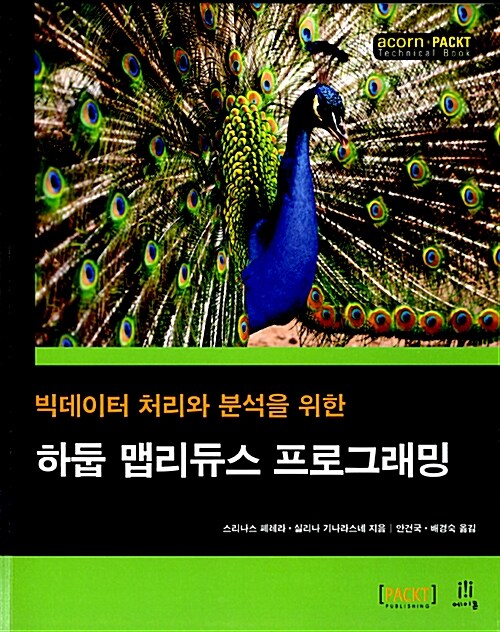 acorn + PACKT
Technical Book
빅데이터 처리와 분석을 위한
하둡 맵리듀스 프로그래밍
스리나스 페레라 · 실리나 기나라스네 지음 | 안건국 · 배경숙 옮김
[PACKT]
PUBLISHING
에이콘